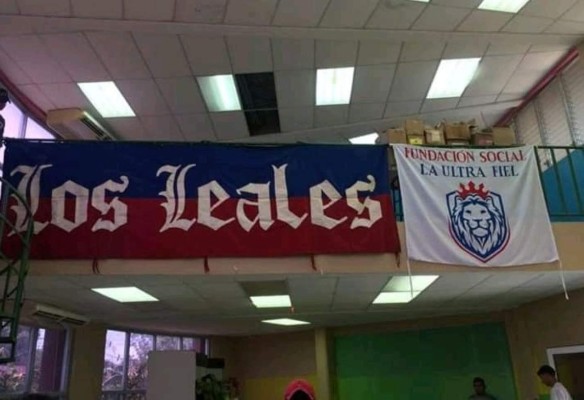 Los Leales
FUNDACION SOCIAL
LA ULTRA FIEL